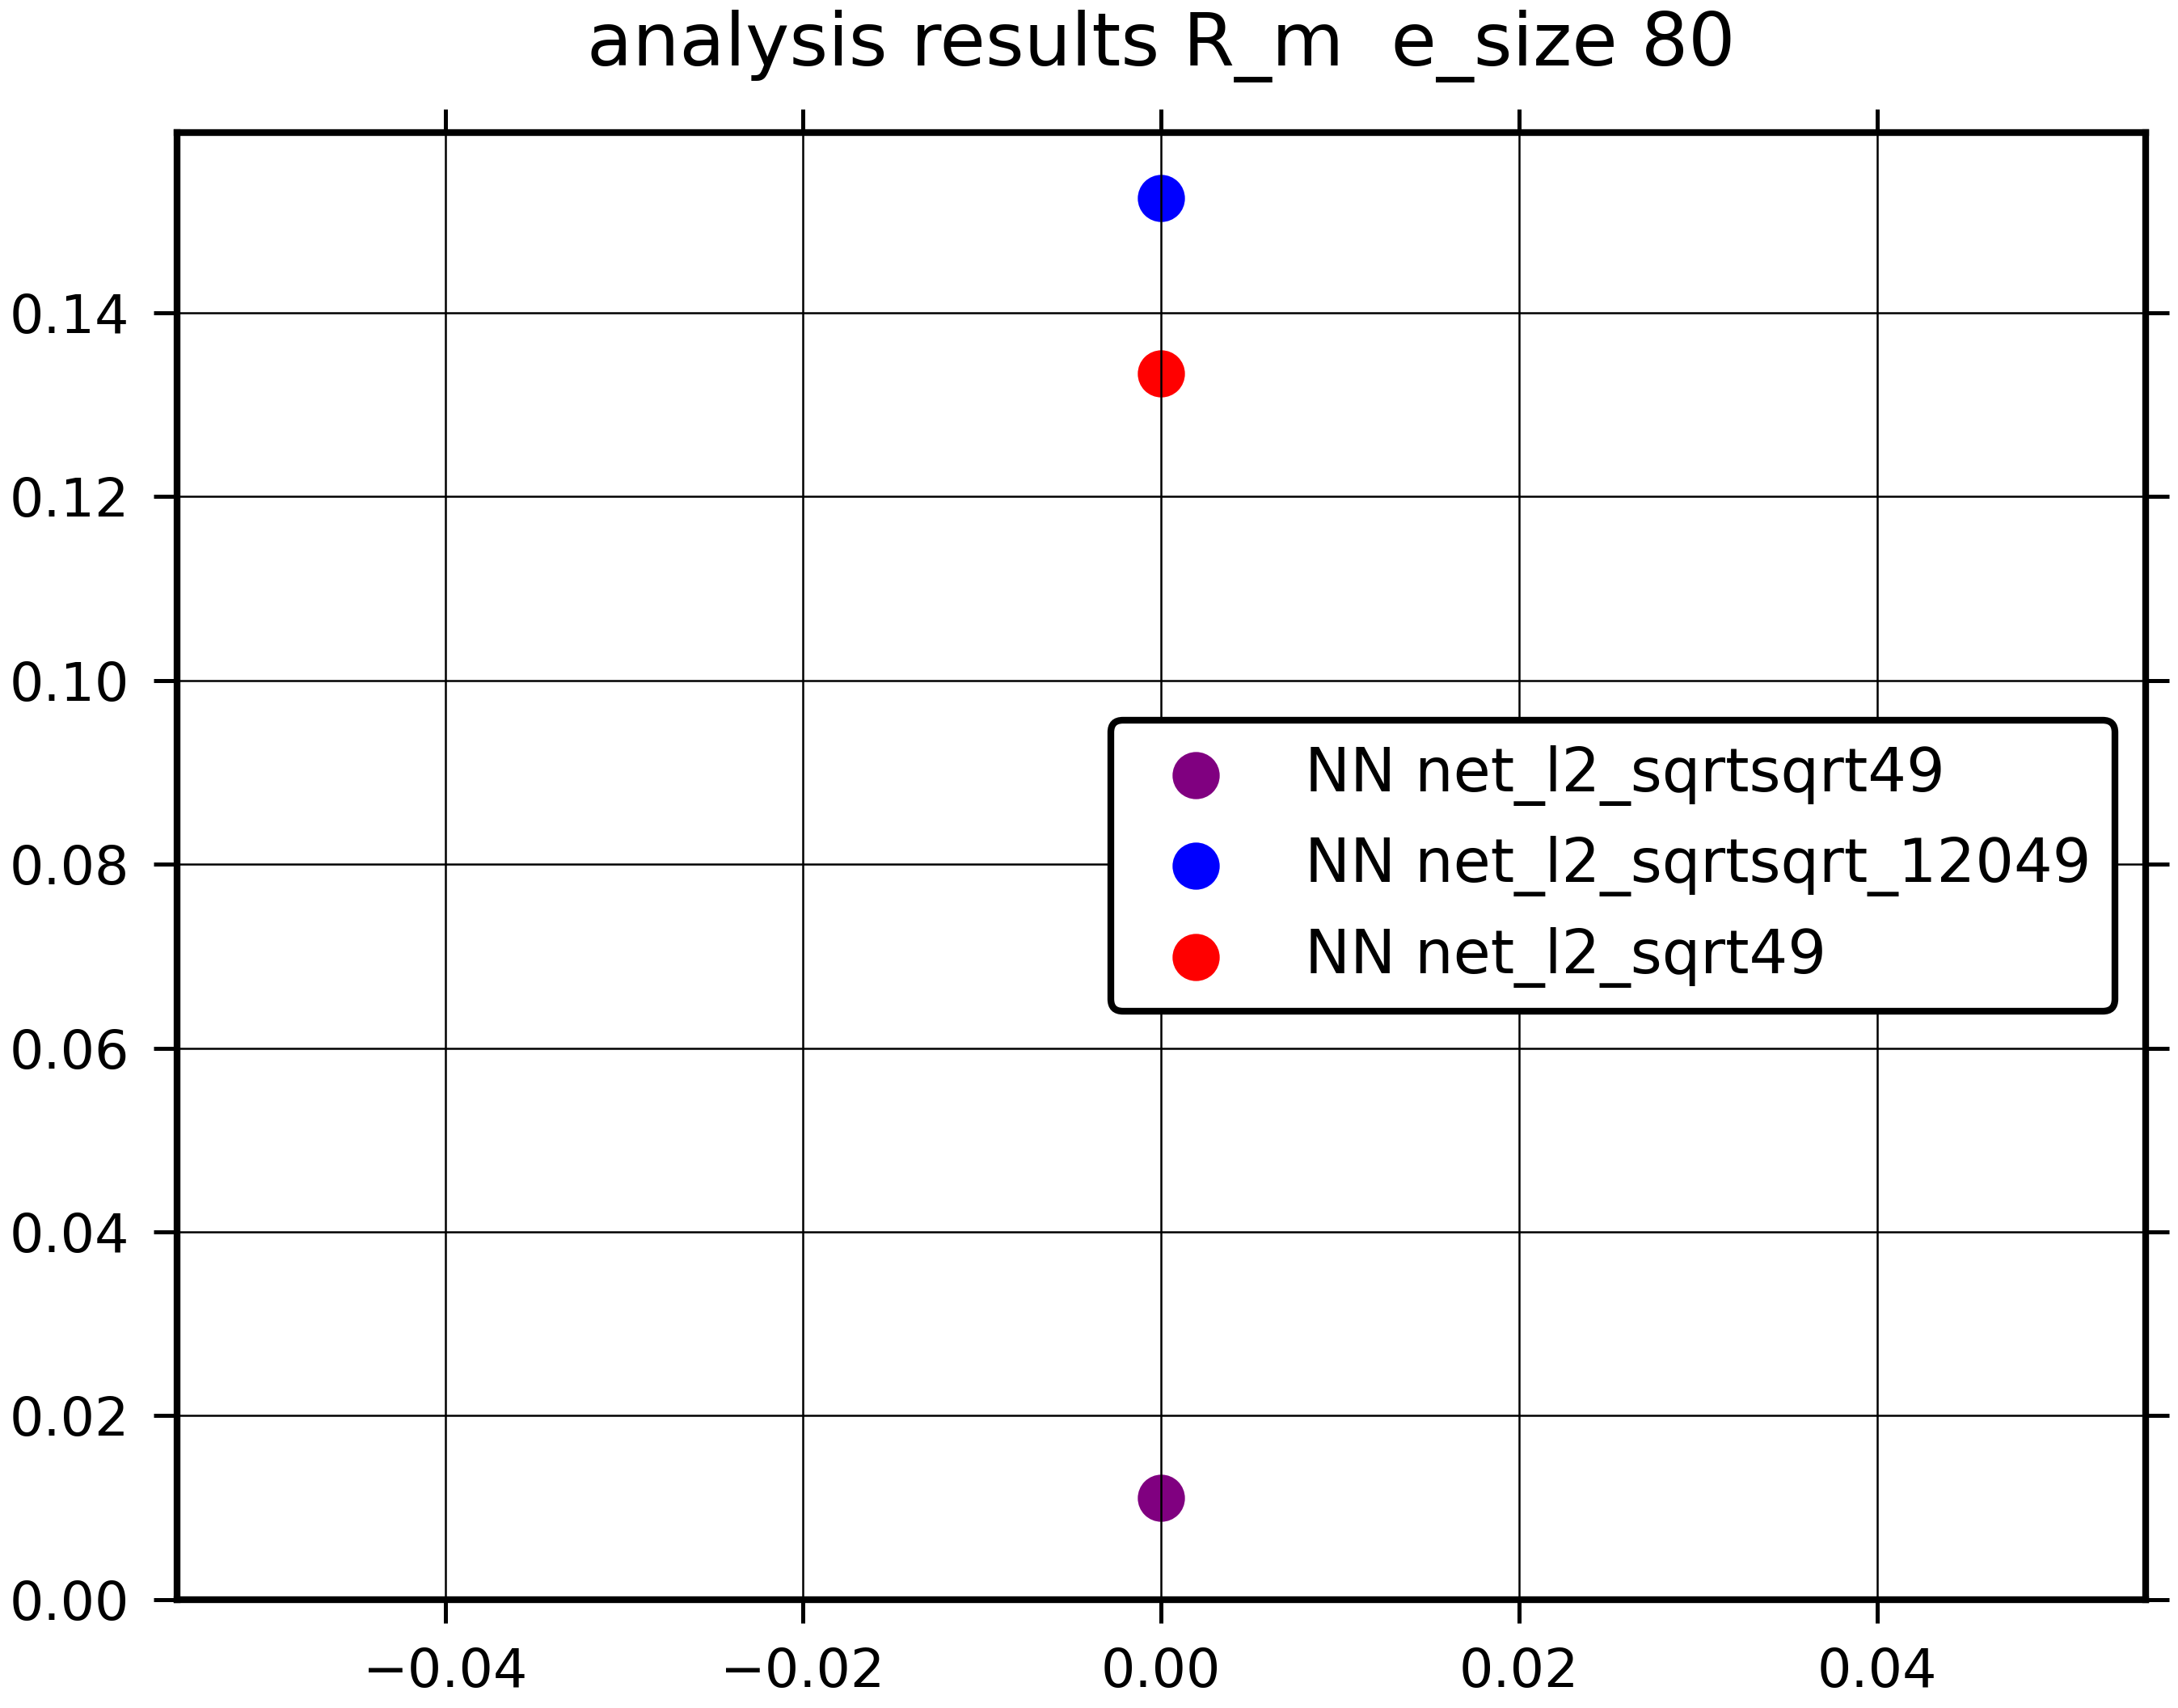 analysis results R_m  e_size 80
0.14
0.12
0.10
0.08
0.06
0.04
0.02
0.00
NN net_l2_sqrtsqrt49
NN net_l2_sqrtsqrt_12049
NN net_l2_sqrt49
−0.04 −0.02 0.00 0.02 0.04